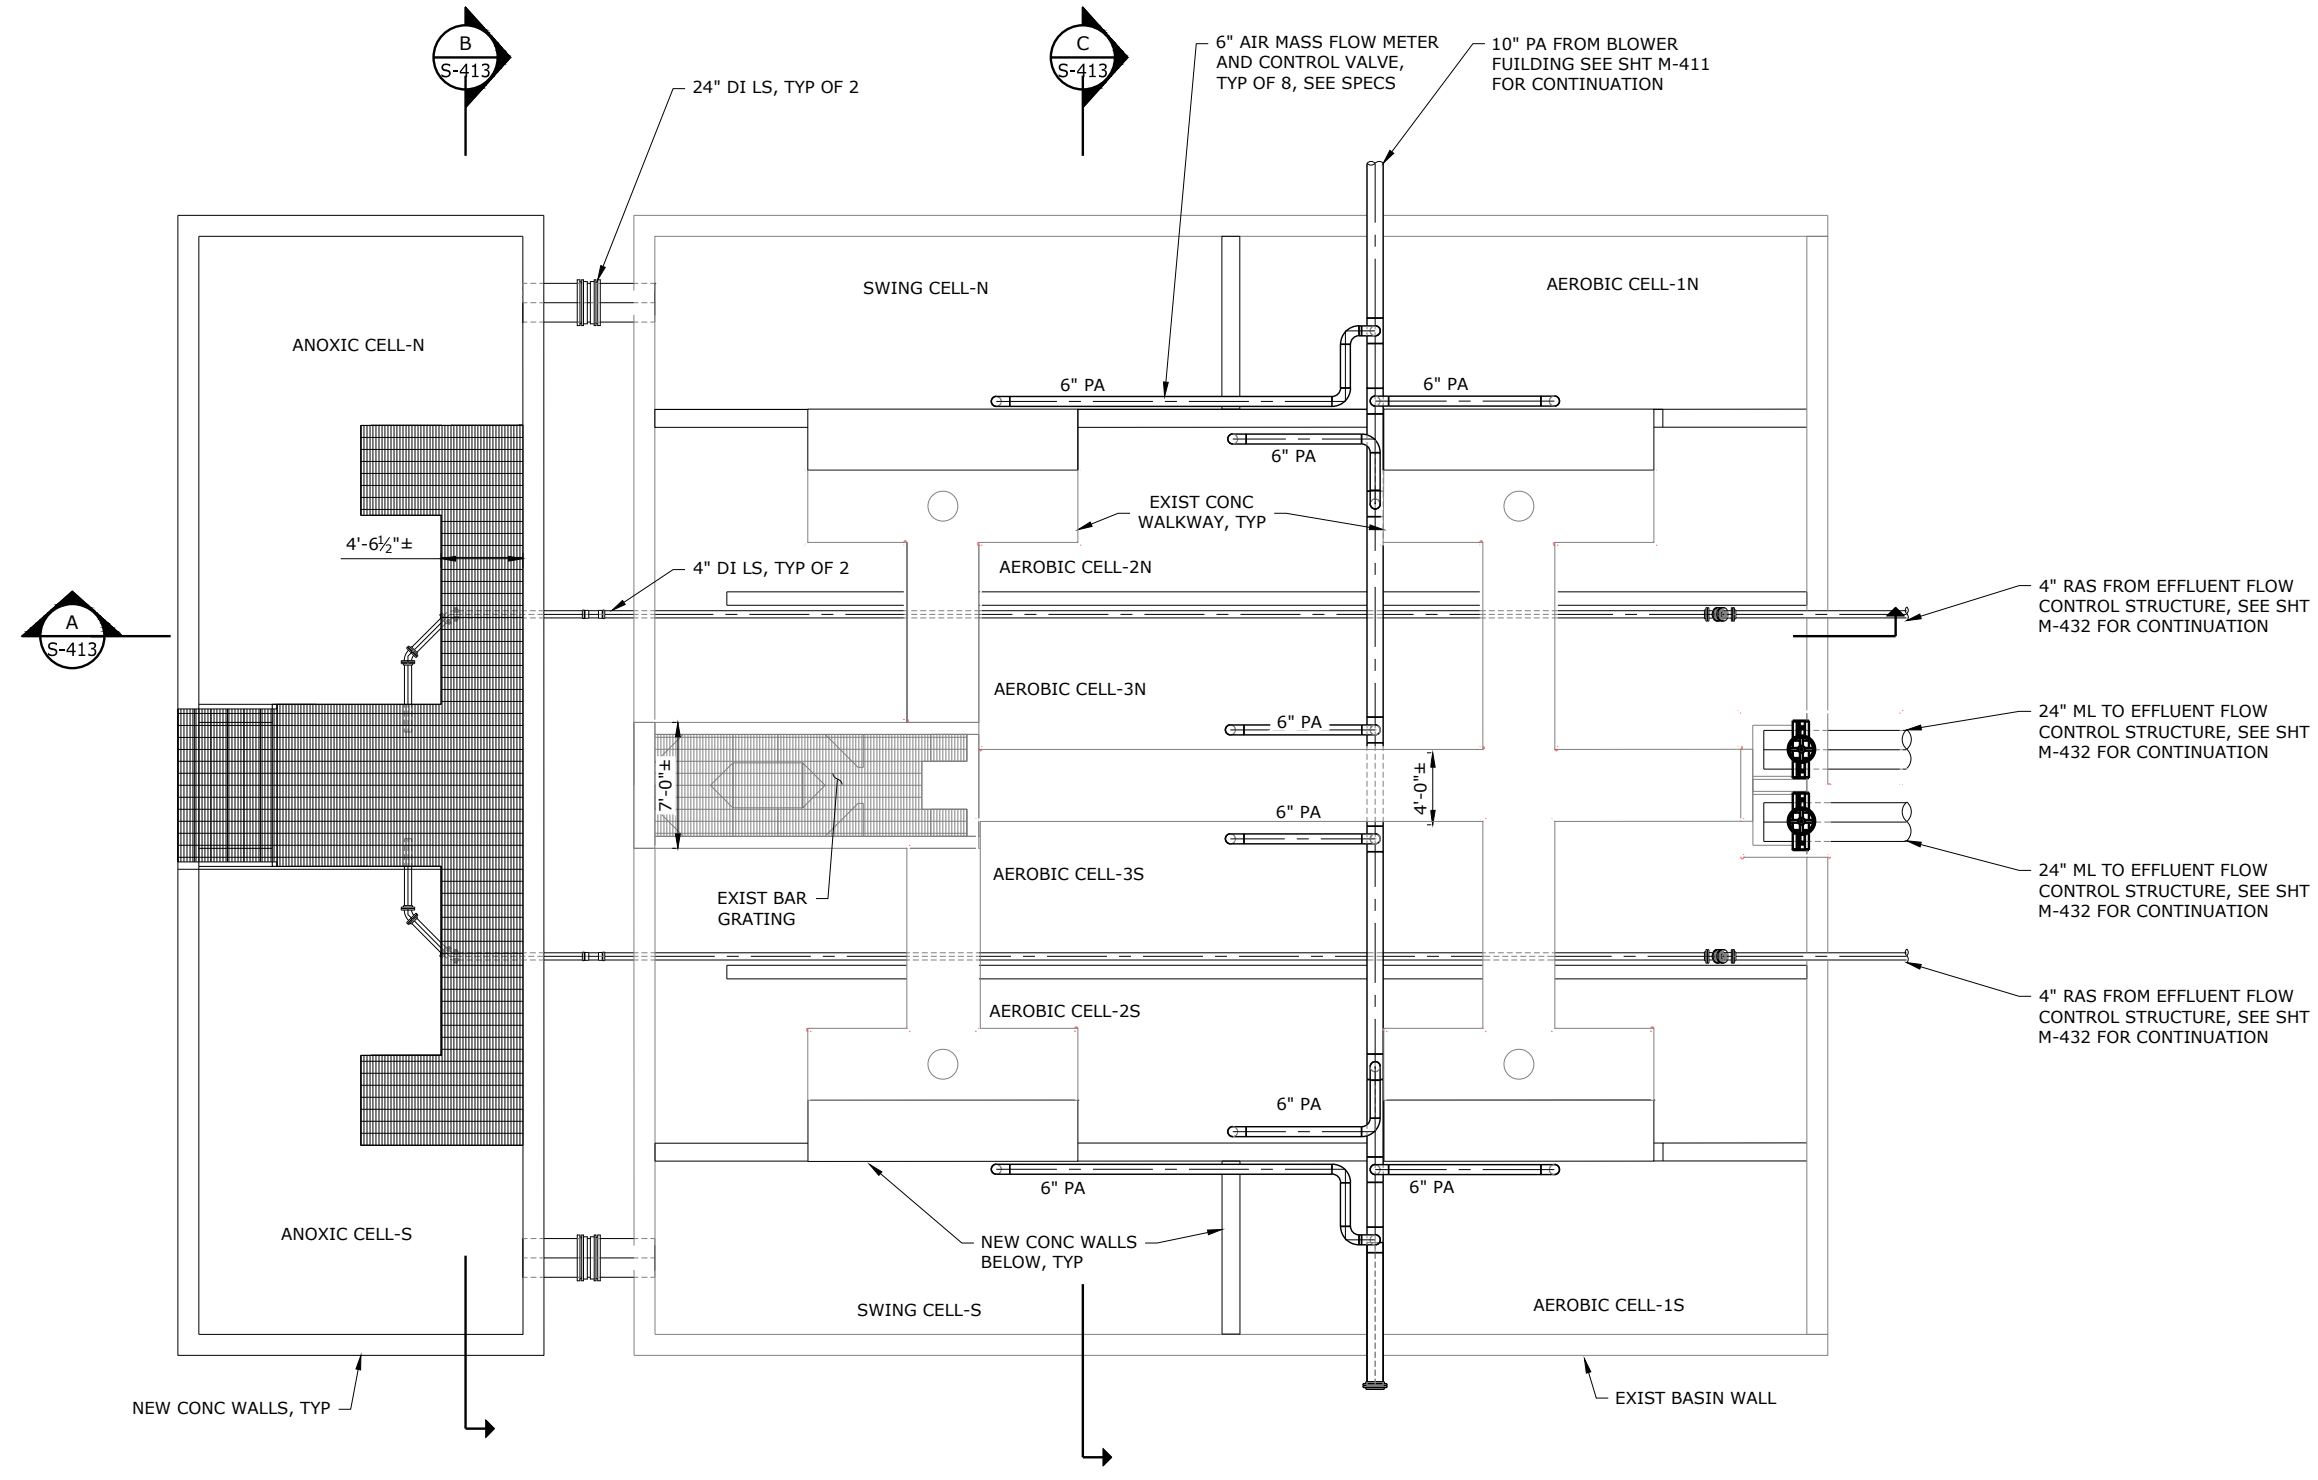 B
S-413
C
S-413
24" DI LS, TYP OF 2
6" AIR MASS FLOW METER
AND CONTROL VALVE,
TYP OF 8, SEE SPECS
10" PA FROM BLOWER
FUILDING SEE SHT M-411
FOR CONTINUATION
SWING CELL-N
AEROBIC CELL-1N
ANOXIC CELL-N
6" PA
6" PA
6" PA
EXIST CONC
WALKWAY, TYP
4'-6½"±
4" DI LS, TYP OF 2
AEROBIC CELL-2N
A
S-413
4" RAS FROM EFFLUENT FLOW
CONTROL STRUCTURE, SEE SHT
M-432 FOR CONTINUATION
AEROBIC CELL-3N
24" ML TO EFFLUENT FLOW
CONTROL STRUCTURE, SEE SHT
M-432 FOR CONTINUATION
6" PA
7'-0"±
4'-0"±
6" PA
AEROBIC CELL-3S
24" ML TO EFFLUENT FLOW
CONTROL STRUCTURE, SEE SHT
M-432 FOR CONTINUATION
EXIST BAR
GRATING
AEROBIC CELL-2S
4" RAS FROM EFFLUENT FLOW
CONTROL STRUCTURE, SEE SHT
M-432 FOR CONTINUATION
6" PA
6" PA
6" PA
ANOXIC CELL-S
NEW CONC WALLS
BELOW, TYP
SWING CELL-S
AEROBIC CELL-1S
NEW CONC WALLS, TYP
EXIST BASIN WALL